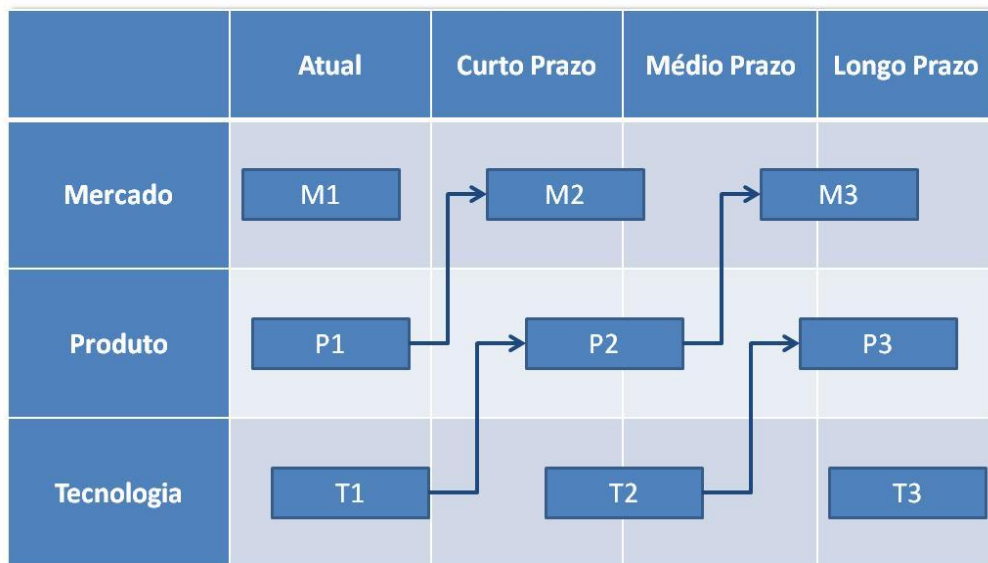 Atual Curto Prazo Médio Prazo Longo Prazo
Mercado M1 M2 M3
Produto P1 P2 P3
Tecnologia T1 T2 T3